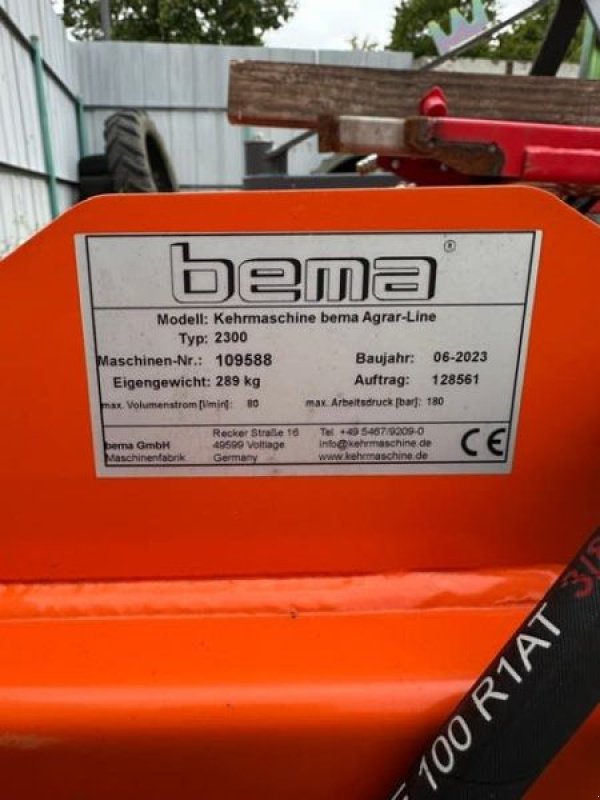 bema®
Modell: Kehrmaschine bema Agrar-Line
Typ: 2300
Maschinen-Nr.: 109588 Baujahr: 06-2023
Eigengewicht: 289 kg Auftrag: 128561
max. Volumenstrom [l/min]: 80 max. Arbeitsdruck [bar]: 180
bema GmbH Recker Straße 16 Tel. +49 5467/9209-0
Maschinenfabrik 49599 Voltlage info@kehrmaschine.de
Germany www.kehrmaschine.de
CE
100 R1AT 3/8